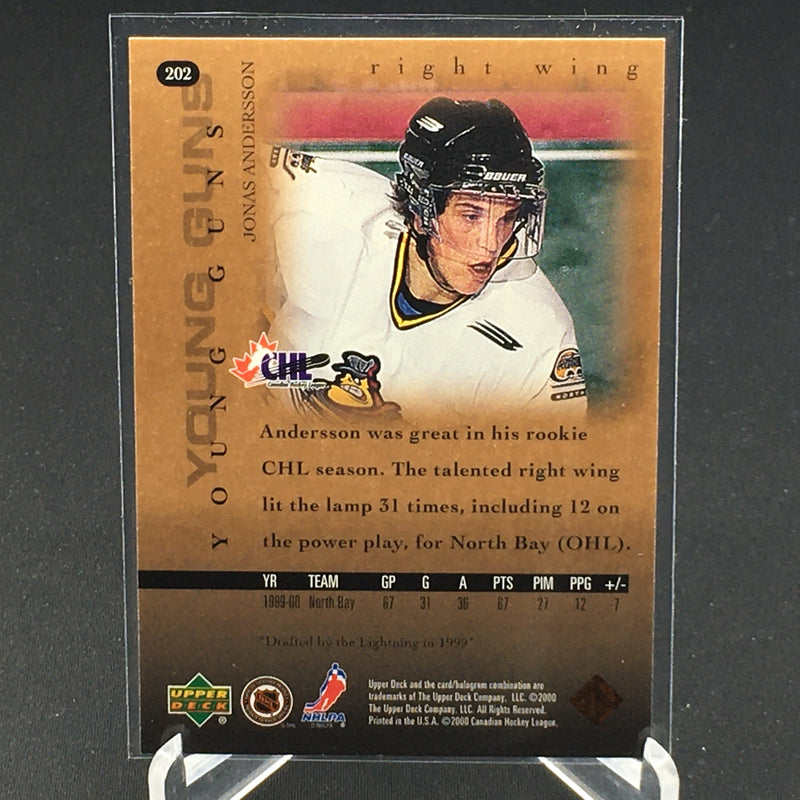 202
right wing
YOUNG GUNS
YOUNG GUNS
JONAS ANDERSSON
BAUER
BAUER
NORTH
CHL
Canadian Hockey League
Andersson was great in his rookie
CHL season. The talented right wing
lit the lamp 31 times, including 12 on
the power play, for North Bay (OHL).
YR TEAM GP G A PTS PIM PPG +/-
1999-00 North Bay 67 31 36 67 27 12 7
"Drafted by the Lightning in 1999"
UPPER
DECK
®
NHL
NHLPA
Upper Deck and the card/hologram combination are
trademarks of The Upper Deck Company, LLC. ©2000
The Upper Deck Company, LLC. All Rights Reserved.
Printed in the U.S.A. ©2000 Canadian Hockey League.